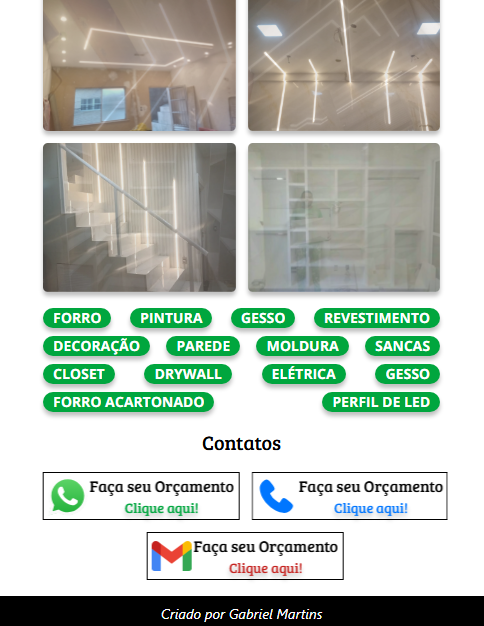 FORRO PINTURA GESSO REVESTIMENTO
DECORAÇÃO PAREDE MOLDURA SANCAS
CLOSET DRYWALL ELÉTRICA GESSO
FORRO ACARTONADO PERFIL DE LED
Contatos
Faça seu Orçamento
Clique aqui!
Faça seu Orçamento
Clique aqui!
Faça seu Orçamento
Clique aqui!
Criado por Gabriel Martins